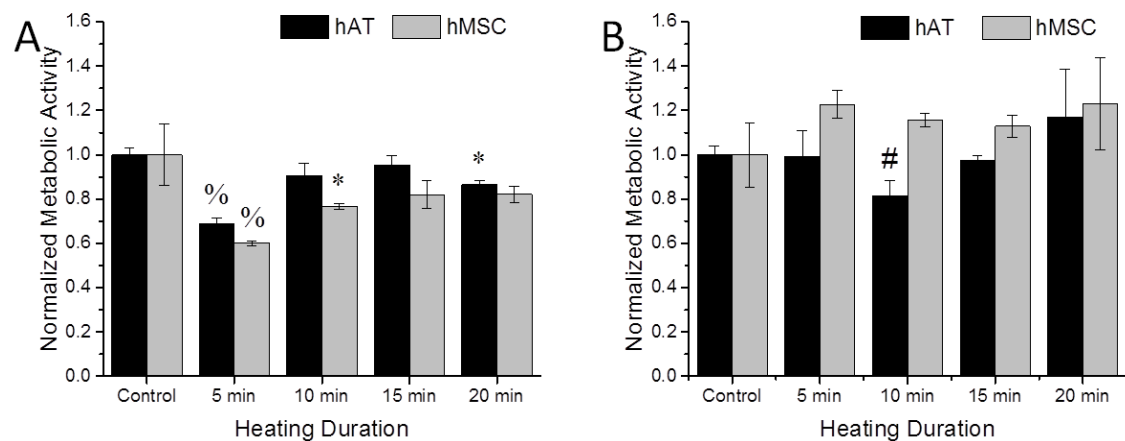 A
hAT hMSC
Normalized Metabolic Activity
1.6
1.4
1.2
1.0
0.8
0.6
0.4
0.2
0.0
%
%
*
*
Control 5 min 10 min 15 min 20 min
Heating Duration
B
hAT hMSC
Normalized Metabolic Activity
1.6
1.4
1.2
1.0
0.8
0.6
0.4
0.2
0.0
#
Control 5 min 10 min 15 min 20 min
Heating Duration